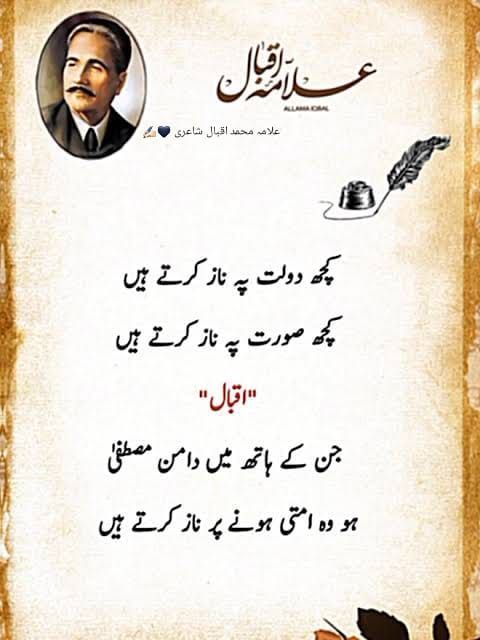 علامہ اقبال
ALLAMA IQBAL
علامہ محمد اقبال شاعری 🖤 ✍🏻
کچھ دولت پہ ناز کرتے ہیں
کچھ صورت پہ ناز کرتے ہیں
"اقبال"
جن کے ہاتھ میں دامن مصطفیٰ
ہو وہ امتی ہونے پر ناز کرتے ہیں